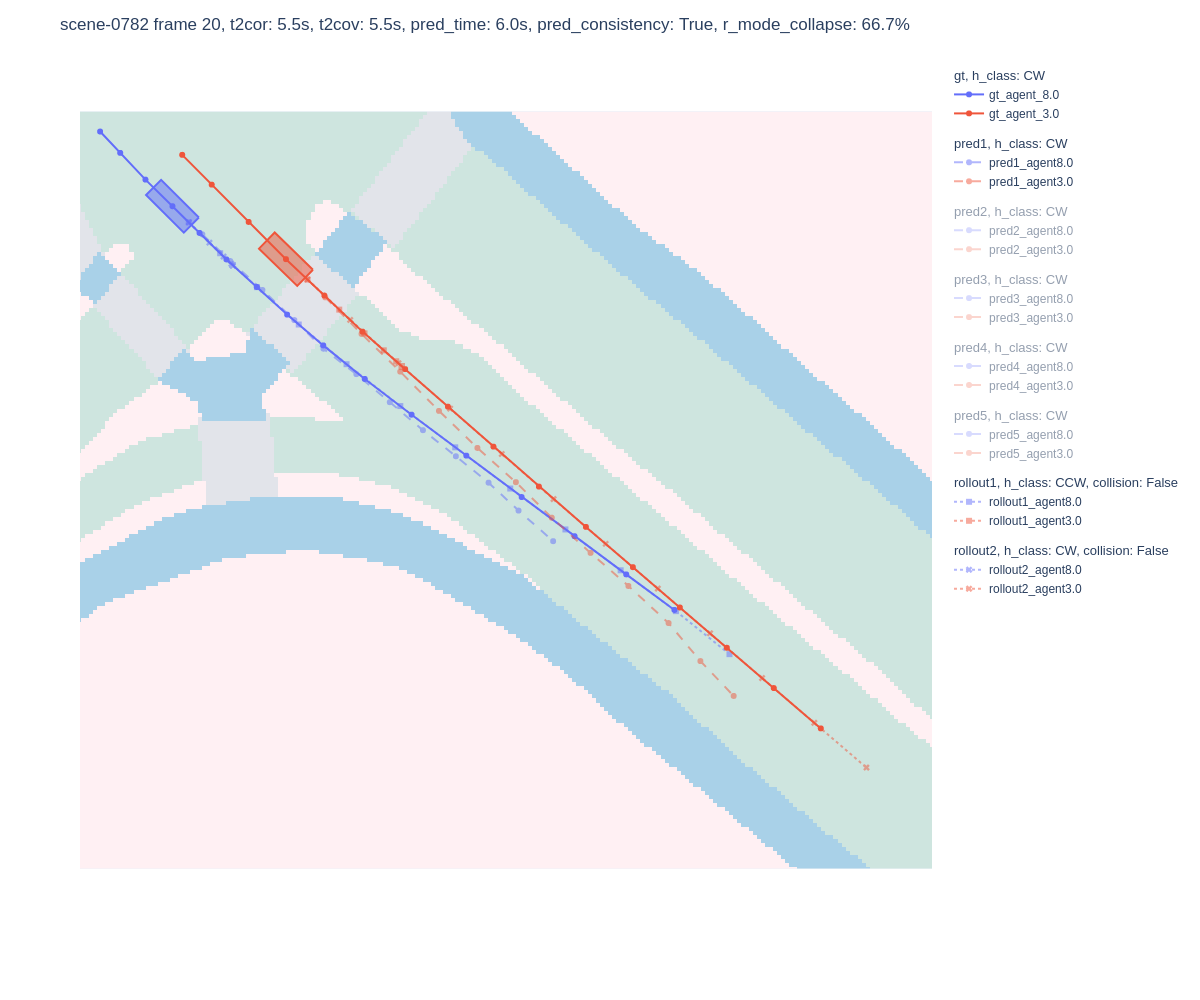 scene-0782 frame 20, t2cor: 5.5s, t2cov: 5.5s, pred_time: 6.0s, pred_consistency: True, r_mode_collapse: 66.7%
gt, h_class: CW
gt_agent_8.0
gt_agent_3.0
pred1, h_class: CW
pred1_agent8.0
pred1_agent3.0
pred2, h_class: CW
pred2_agent8.0
pred2_agent3.0
pred3, h_class: CW
pred3_agent8.0
pred3_agent3.0
pred4, h_class: CW
pred4_agent8.0
pred4_agent3.0
pred5, h_class: CW
pred5_agent8.0
pred5_agent3.0
rollout1, h_class: CCW, collision: False
rollout1_agent8.0
rollout1_agent3.0
rollout2, h_class: CW, collision: False
rollout2_agent8.0
rollout2_agent3.0